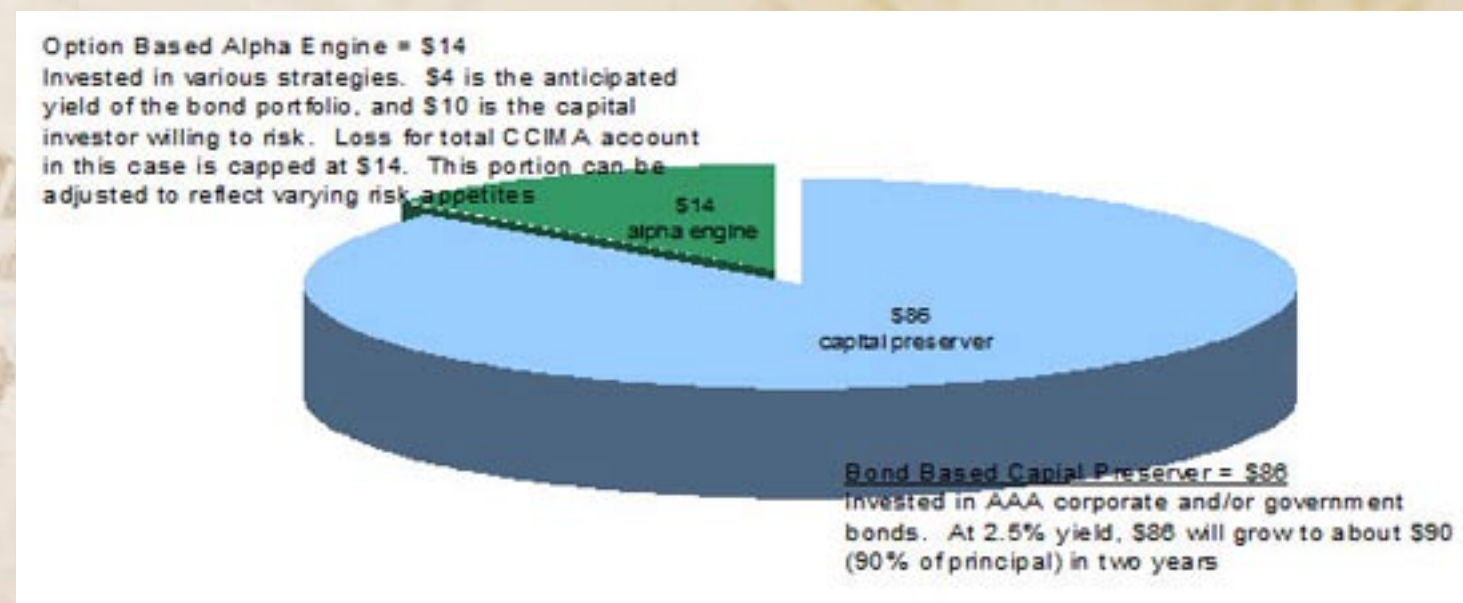 Option Based Alpha Engine = $14
Invested in various strategies. $4 is the anticipated
yield of the bond portfolio, and $10 is the capital
investor willing to risk. Loss for total CCIMA account
in this case is capped at $14. This portion can be
adjusted to reflect varying risk appetites
$14
alpha engine
$86
capital preserver
Bond Based Capial Preserver = $86
Invested in AAA corporate and/or government
bonds. At 2.5% yield, $86 will grow to about $90
(90% of principal) in two years